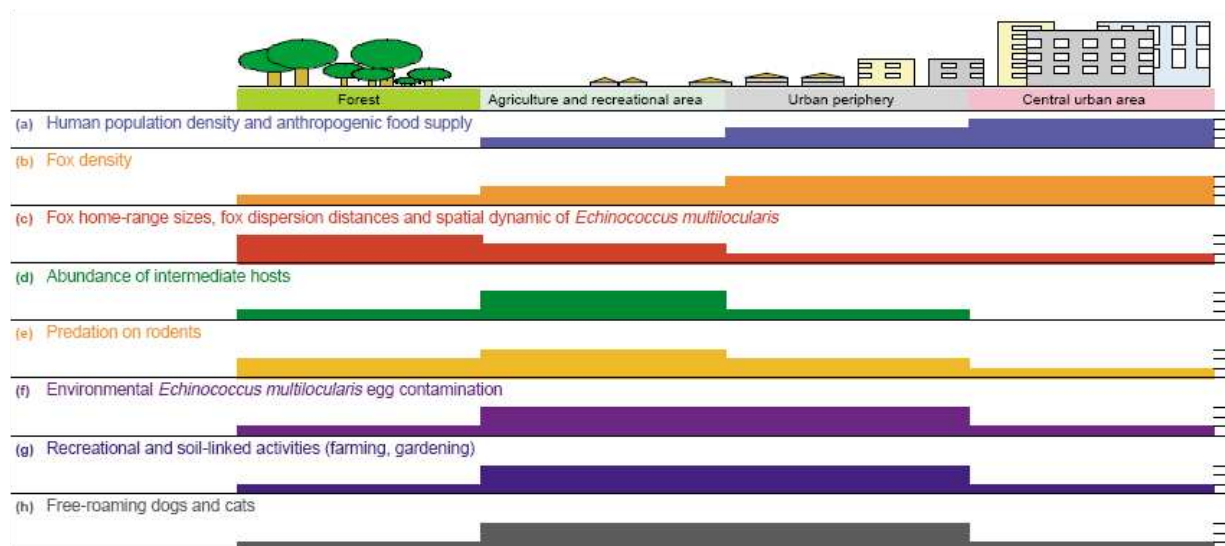 Forest Agriculture and recreational area Urban periphery Central urban area
(a) Human population density and anthropogenic food supply
(b) Fox density
(c) Fox home-range sizes, fox dispersion distances and spatial dynamic of Echinococcus multilocularis
(d) Abundance of intermediate hosts
(e) Predation on rodents
(f) Environmental Echinococcus multilocularis egg contamination
(g) Recreational and soil-linked activities (farming, gardening)
(h) Free-roaming dogs and cats